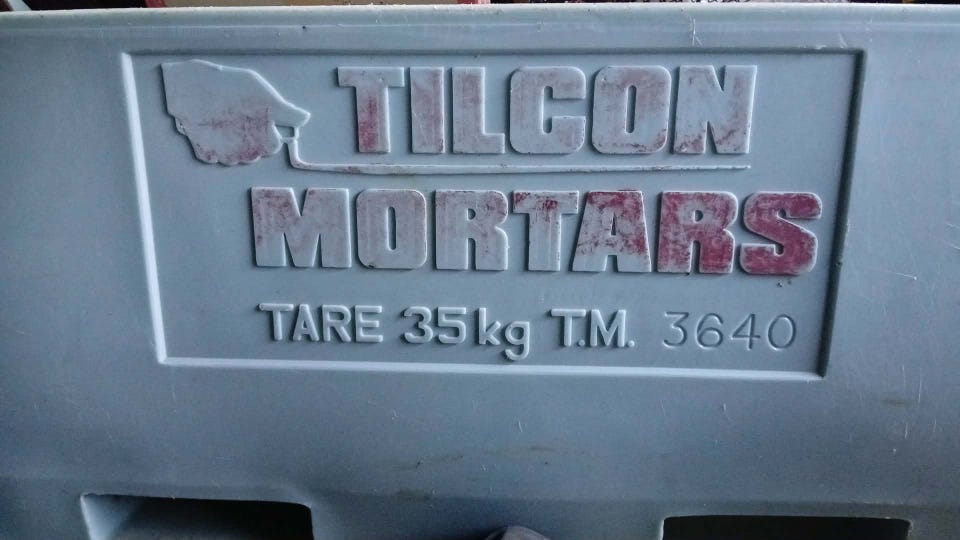 TILCON
MORTARS
TARE 35kg T.M. 3640